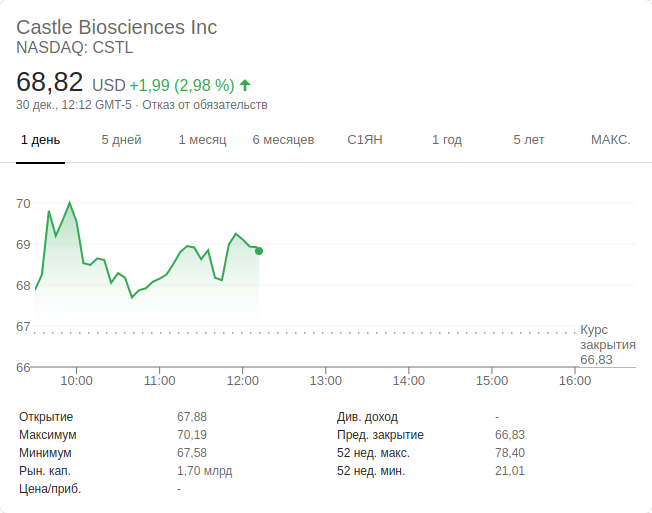 Castle Biosciences Inc
NASDAQ: CSTL
68,82 USD +1,99 (2,98 %)
30 дек., 12:12 GMT-5 · Отказ от обязательств
1 день 5 дней 1 месяц 6 месяцев С1ЯН 1 год 5 лет МАКС.
70
69
68
67
66
Курс
закрытия
66,83
10:00 11:00 12:00 13:00 14:00 15:00 16:00
Открытие 67,88 Див. доход -
Максимум 70,19 Пред. закрытие 66,83
Минимум 67,58 52 нед. макс. 78,40
Рын. кап. 1,70 млрд 52 нед. мин. 21,01
Цена/приб. -